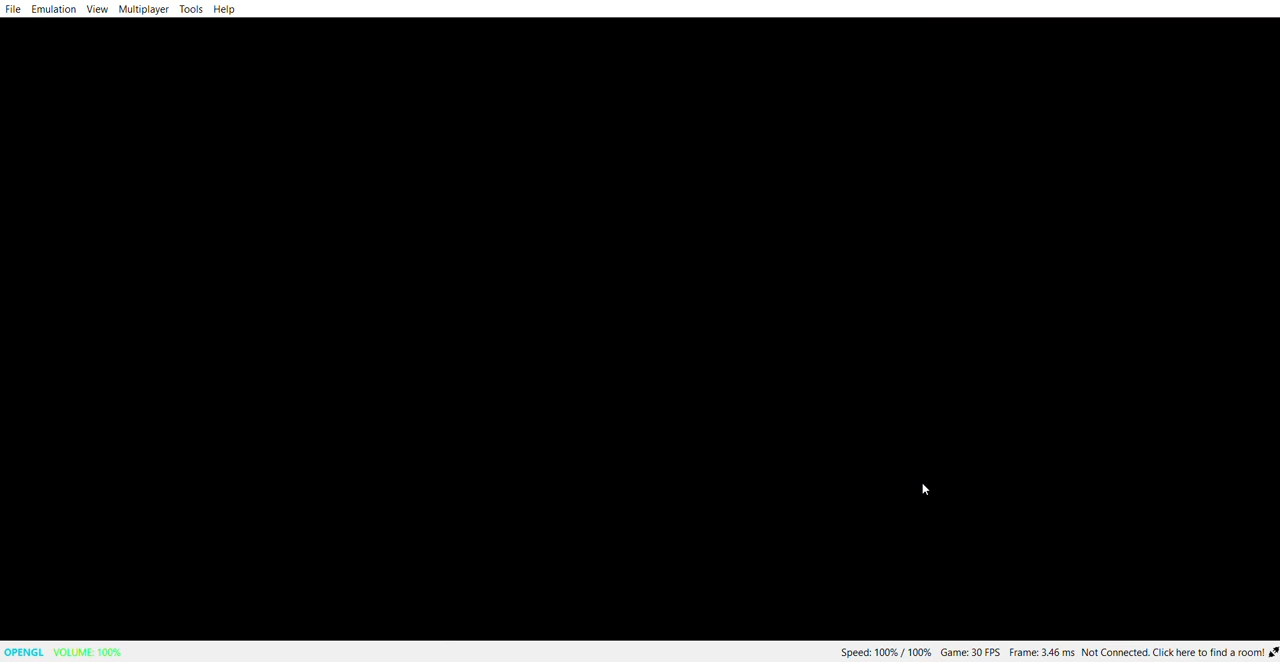 File Emulation View Multiplayer Tools Help
OPENGL VOLUME: 100% Speed: 100% / 100% Game: 30 FPS Frame: 3.46 ms Not Connected. Click here to find a room!